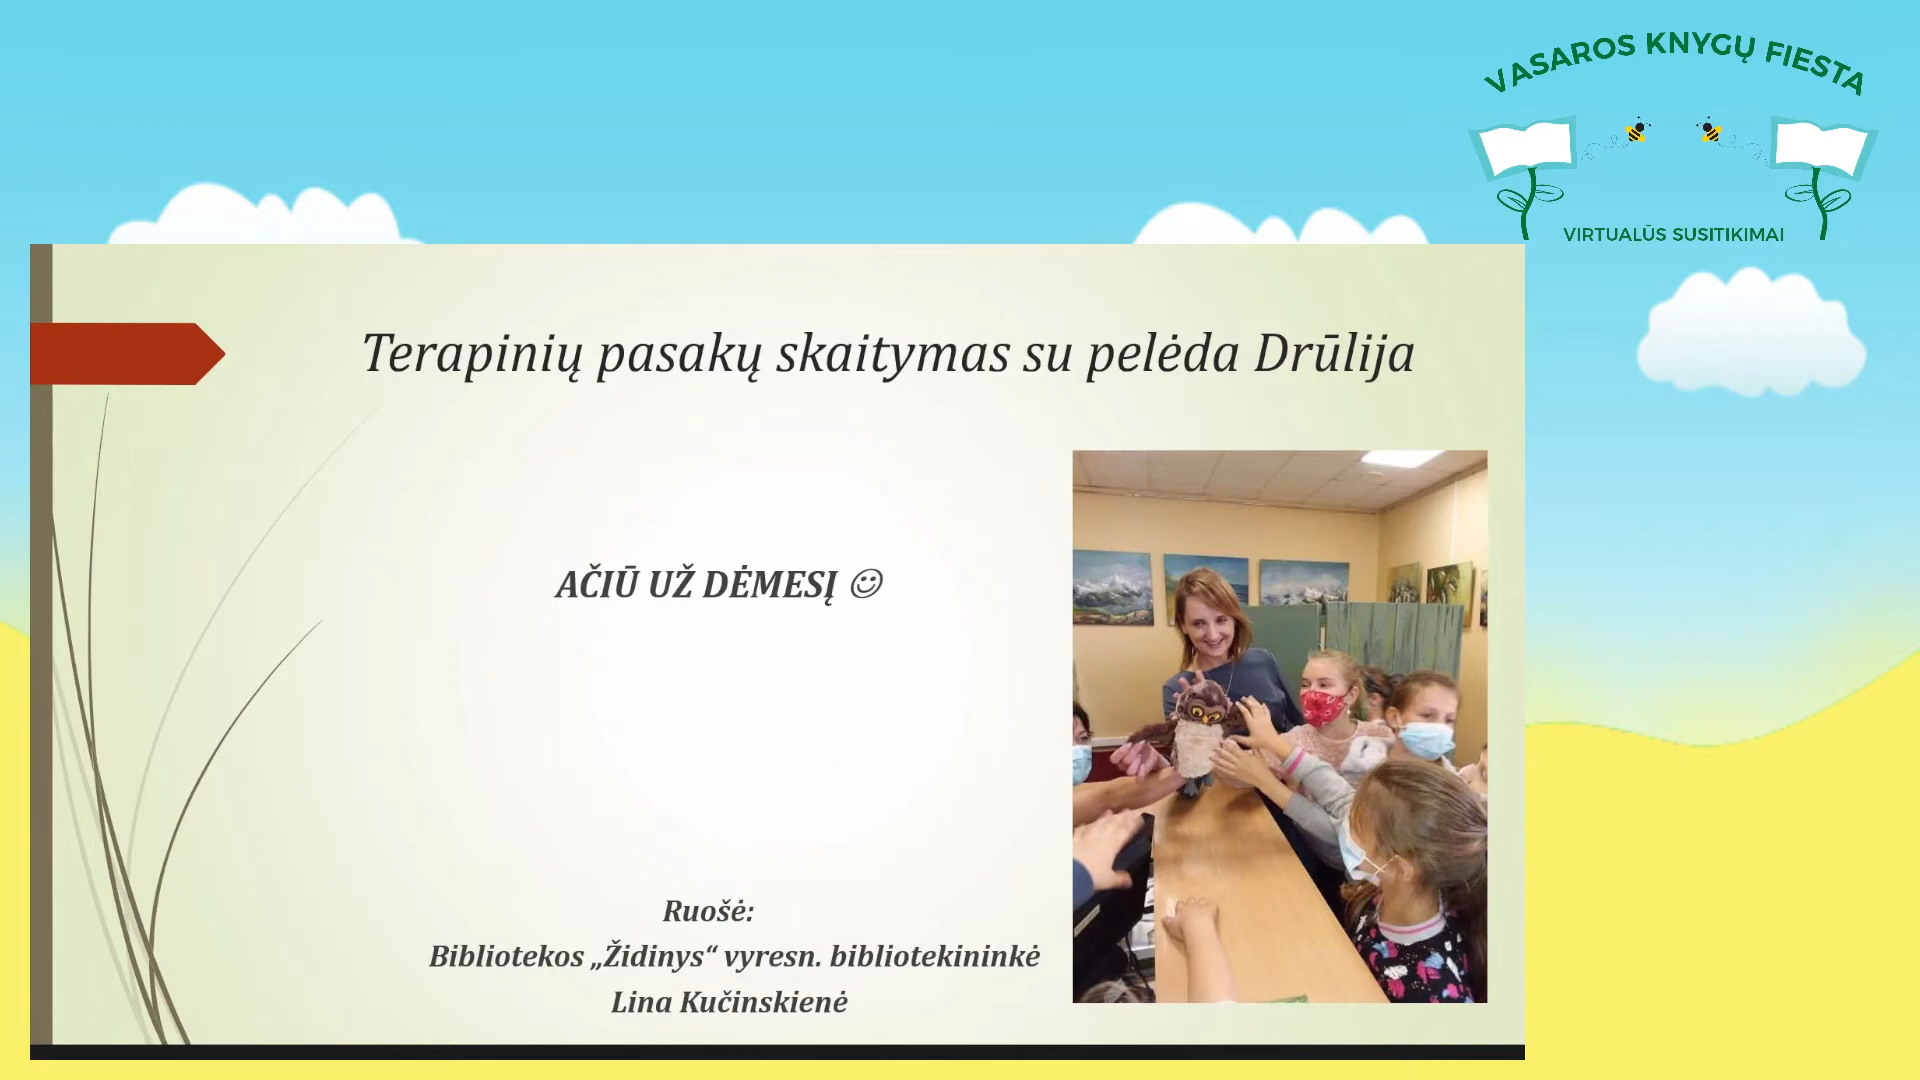 VASAROS KNYGŲ FIESTA
VIRTUALŪS SUSITIKIMAI
Terapinių pasakų skaitymas su pelėda Drūlija
AČIŪ UŽ DĖMESĮ ☺
Ruošė:
Bibliotekos „Židinys“ vyresn. bibliotekininkė
Lina Kučinskienė